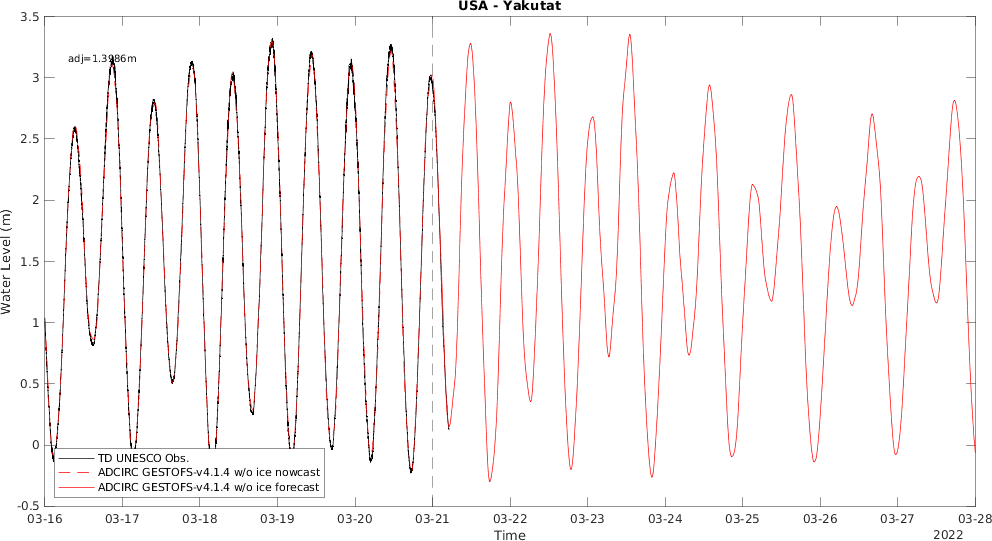 USA - Yakutat
3.5
adj=1.3986m
3
2.5
2
1.5
1
0.5
0
-0.5
Water Level (m)
TD UNESCO Obs.
ADCIRC GESTOFS-v4.1.4 w/o ice nowcast
ADCIRC GESTOFS-v4.1.4 w/o ice forecast
03-16 03-17 03-18 03-19 03-20 03-21 03-22 03-23 03-24 03-25 03-26 03-27 03-28
Time
2022